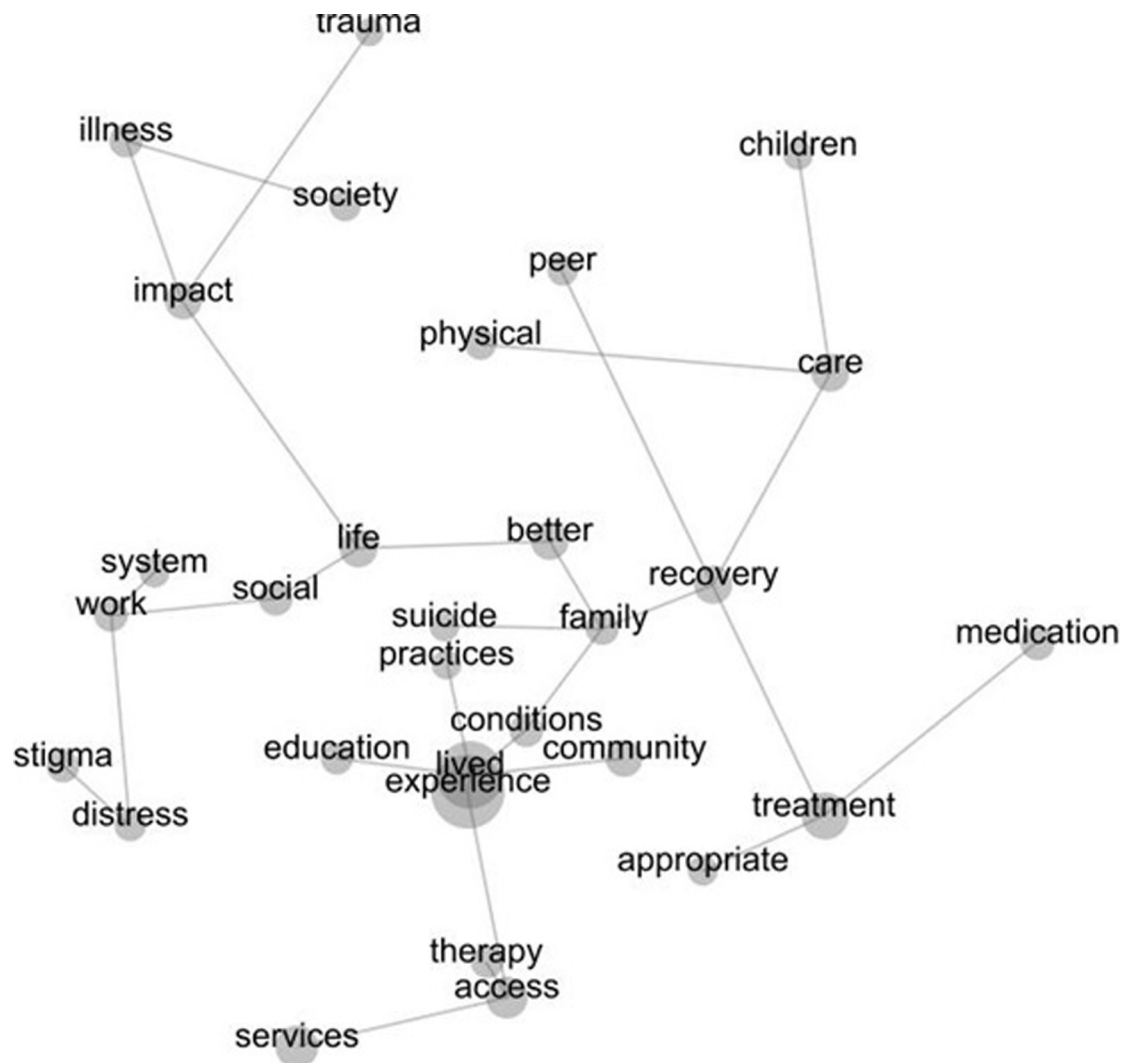 trauma
illness
children
society
peer
impact
physical
care
better
life
system
recovery
social
work
suicide
family
medication
practices
conditions
education
community
stigma
lived
experience
treatment
distress
appropriate
therapy
access
services